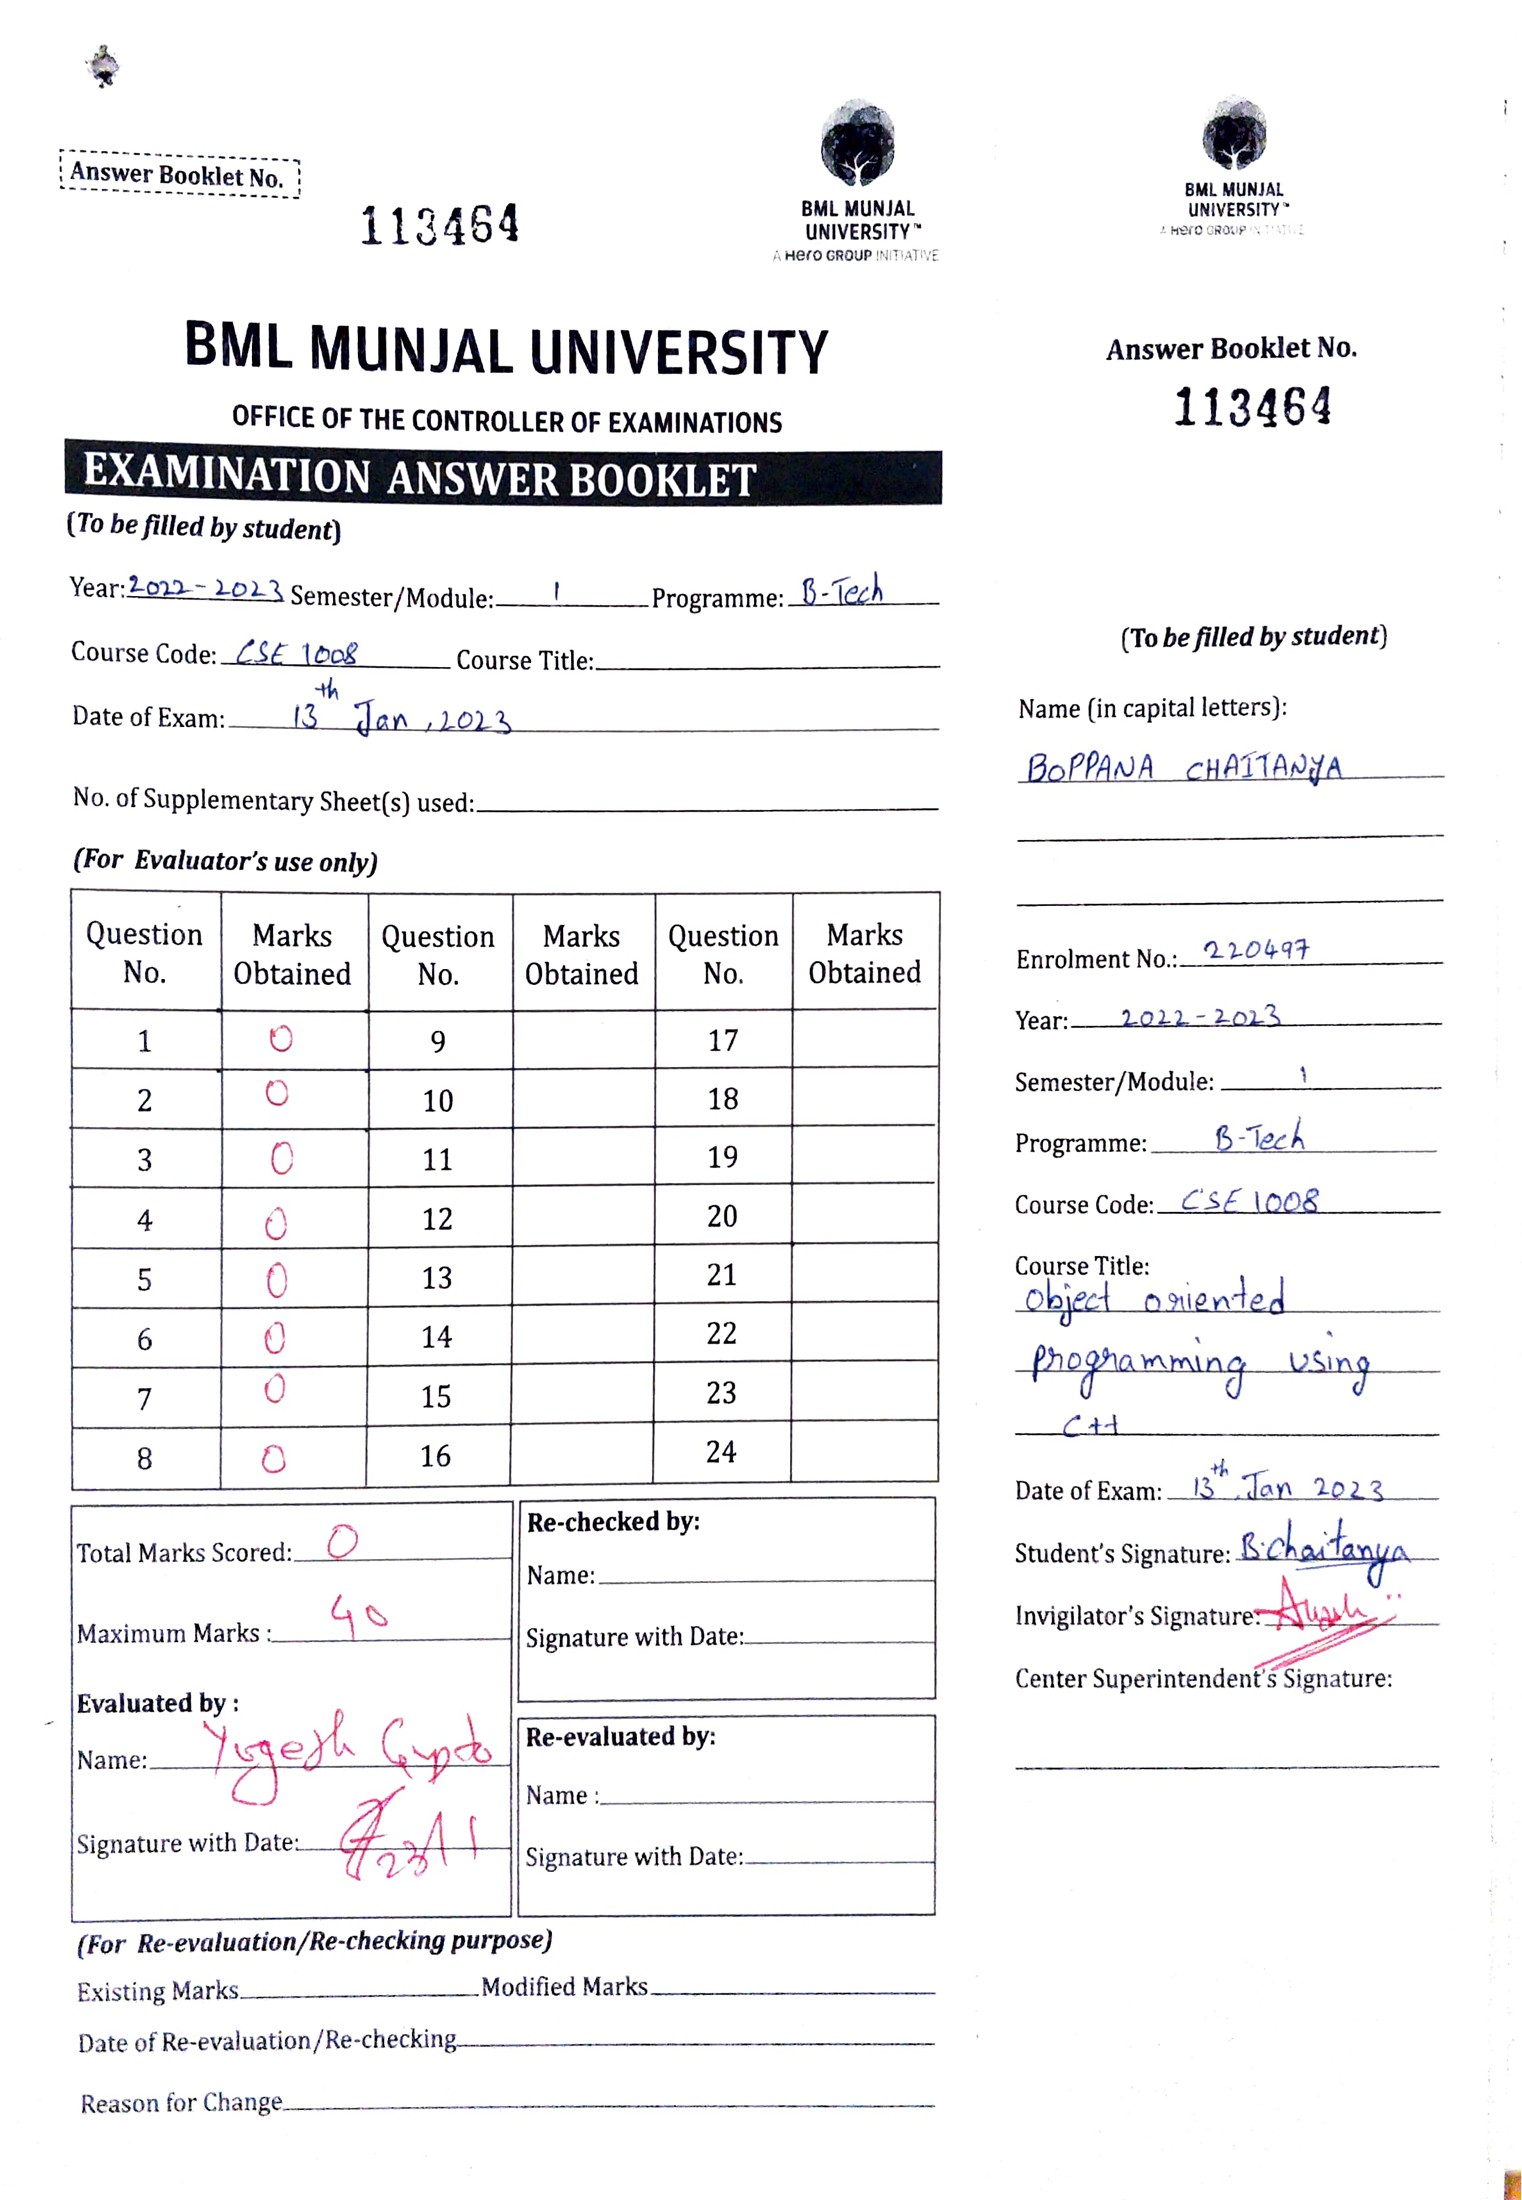 Answer Booklet No.
113464
BML MUNJAL
UNIVERSITY™
A Hero GROUP INITIATIVE
BML MUNJAL UNIVERSITY
OFFICE OF THE CONTROLLER OF EXAMINATIONS
EXAMINATION ANSWER BOOKLET
(To be filled by student)
Year: 2022-2023 Semester/Module: 1 Programme: B-Tech
Course Code: CSE 1008 Course Title:
Date of Exam: 13th Jan, 2023
No. of Supplementary Sheet(s) used:
(For Evaluator's use only)
Question No. Marks Obtained Question No. Marks Obtained Question No. Marks Obtained
1 0 9 17
2 0 10 18
3 0 11 19
4 0 12 20
5 0 13 21
6 0 14 22
7 0 15 23
8 0 16 24
Total Marks Scored: 0
Maximum Marks : 40
Evaluated by :
Name: Yogesh Gupta
Signature with Date: 23/1
Re-checked by:
Name:
Signature with Date:
Re-evaluated by:
Name :
Signature with Date:
(For Re-evaluation/Re-checking purpose)
Existing Marks Modified Marks
Date of Re-evaluation/Re-checking
Reason for Change
BML MUNJAL
UNIVERSITY™
A Hero GROUP INITIATIVE
Answer Booklet No.
113464
(To be filled by student)
Name (in capital letters):
BOPPANA CHAITANYA
Enrolment No.: 220497
Year: 2022-2023
Semester/Module: 1
Programme: B-Tech
Course Code: CSE 1008
Course Title:
object oriented
programming using
C++
Date of Exam: 13th Jan 2023
Student's Signature: B.Chaitanya
Invigilator's Signature:
Center Superintendent's Signature: